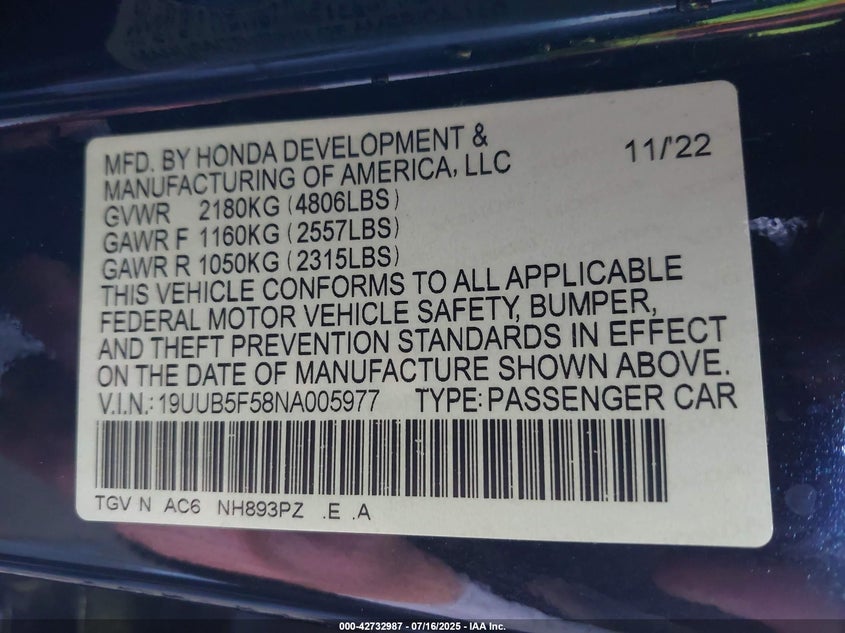 MFD. BY HONDA DEVELOPMENT & 11/'22
MANUFACTURING OF AMERICA, LLC
GVWR 2180KG (4806LBS)
GAWR F 1160KG (2557LBS)
GAWR R 1050KG (2315LBS)
THIS VEHICLE CONFORMS TO ALL APPLICABLE
FEDERAL MOTOR VEHICLE SAFETY, BUMPER,
AND THEFT PREVENTION STANDARDS IN EFFECT
ON THE DATE OF MANUFACTURE SHOWN ABOVE.
V.I.N.: 19UUB5F58NA005977 TYPE: PASSENGER CAR
TGV N AC6 NH893PZ .E .A
000-42732987 - 07/16/2025 - IAA Inc.